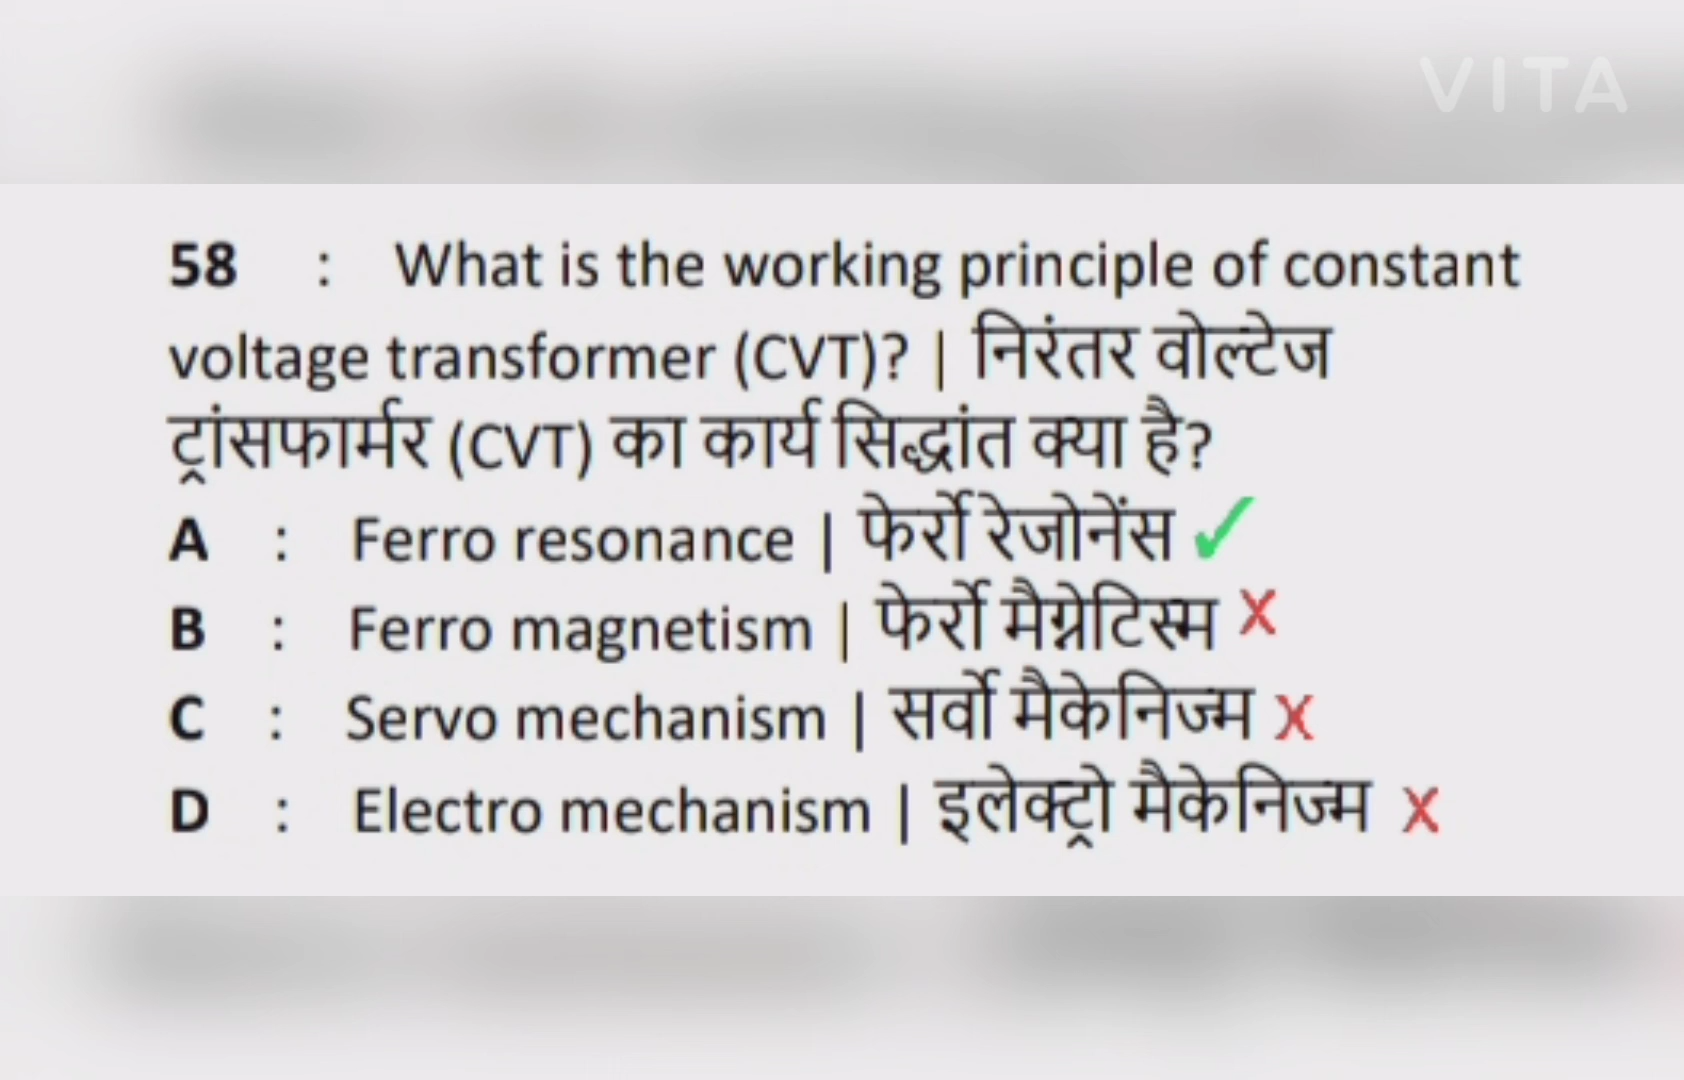 VITA
58 : What is the working principle of constant
voltage transformer (CVT)? | निरंतर वोल्टेज
ट्रांसफार्मर (CVT) का कार्य सिद्धांत क्या है?
A : Ferro resonance | फेर्रो रेजोनेंस ✓
B : Ferro magnetism | फेर्रो मैग्नेटिस्म X
C : Servo mechanism | सर्वो मैकेनिज्म X
D : Electro mechanism | इलेक्ट्रो मैकेनिज्म X